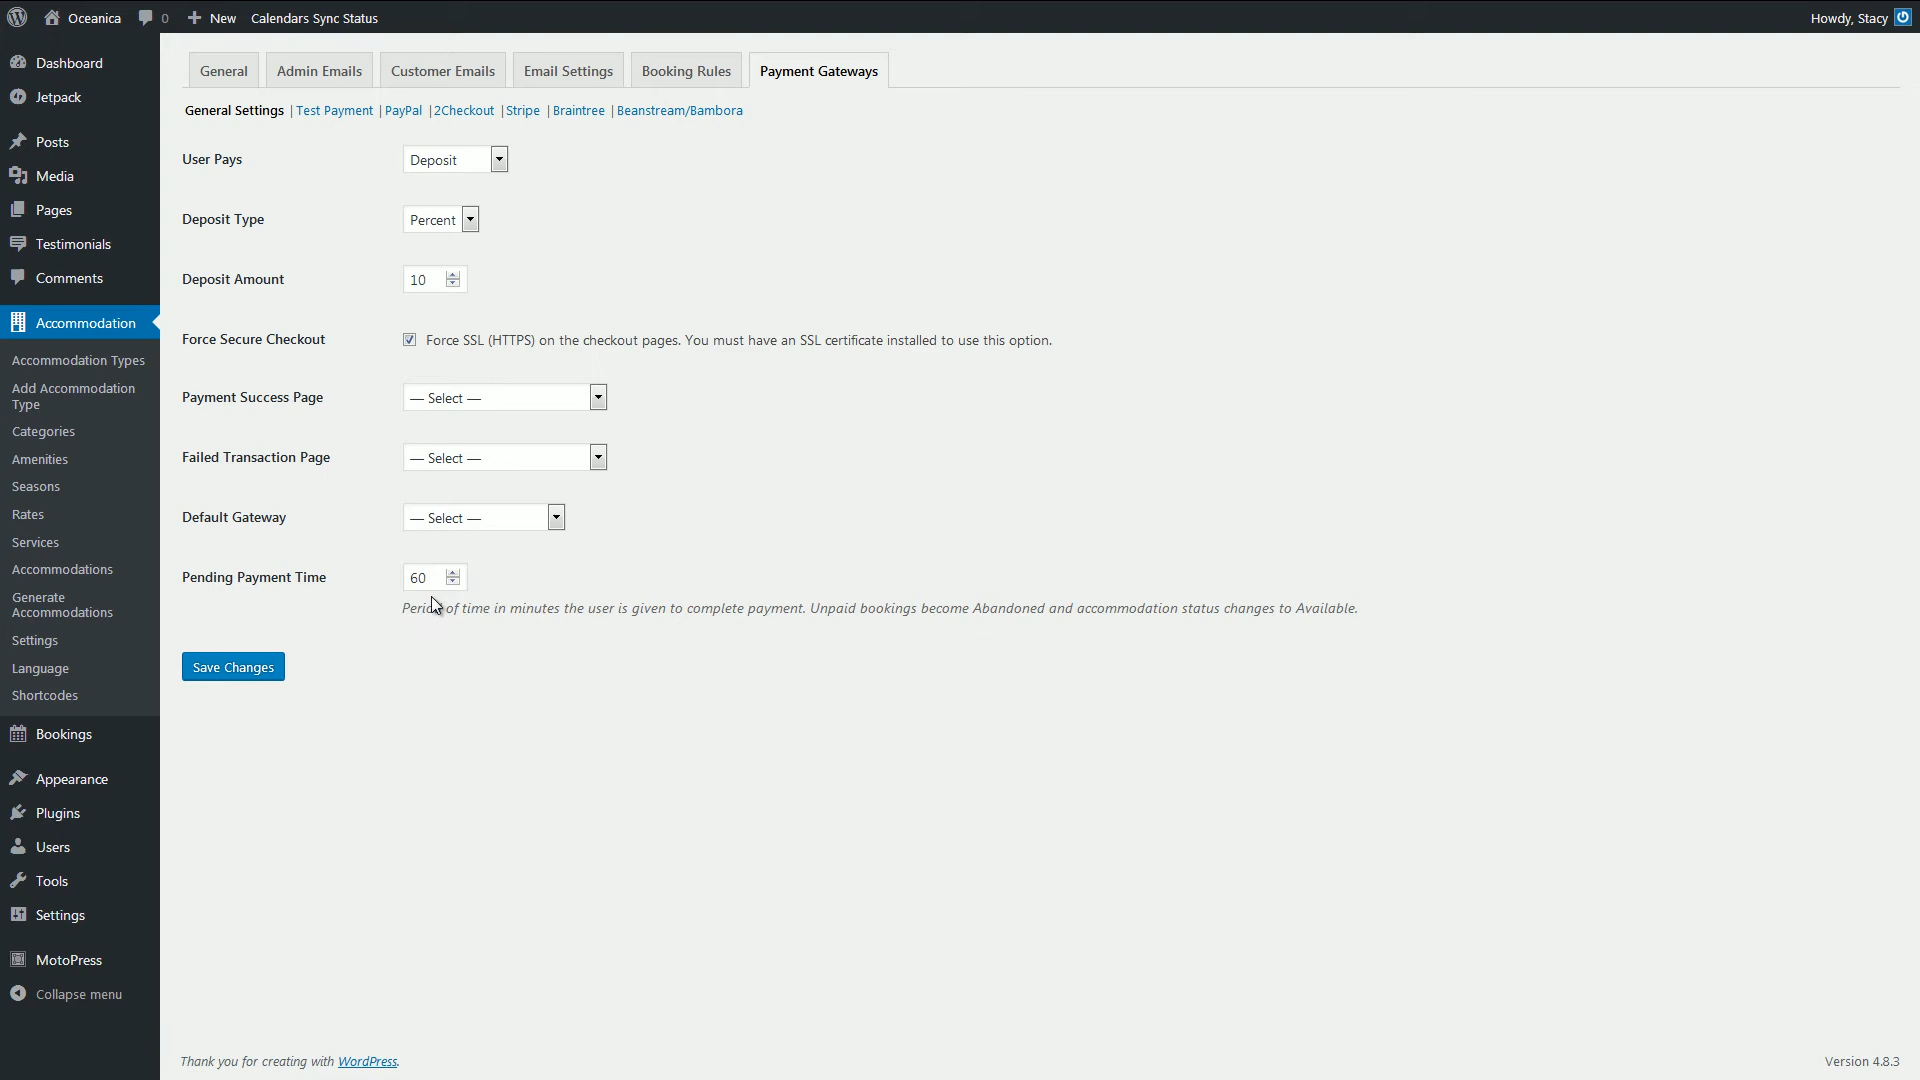 Oceanica 0 New Calendars Sync Status Howdy, Stacy
Dashboard
Jetpack
Posts
Media
Pages
Testimonials
Comments
Accommodation
Accommodation Types
Add Accommodation
Type
Categories
Amenities
Seasons
Rates
Services
Accommodations
Generate
Accommodations
Settings
Language
Shortcodes
Bookings
Appearance
Plugins
Users
Tools
Settings
MotoPress
Collapse menu
General Admin Emails Customer Emails Email Settings Booking Rules Payment Gateways
General Settings | Test Payment | PayPal | 2Checkout | Stripe | Braintree | Beanstream/Bambora
User Pays Deposit
Deposit Type Percent
Deposit Amount 10
Force Secure Checkout Force SSL (HTTPS) on the checkout pages. You must have an SSL certificate installed to use this option.
Payment Success Page — Select —
Failed Transaction Page — Select —
Default Gateway — Select —
Pending Payment Time 60
Period of time in minutes the user is given to complete payment. Unpaid bookings become Abandoned and accommodation status changes to Available.
Save Changes
Thank you for creating with WordPress. Version 4.8.3